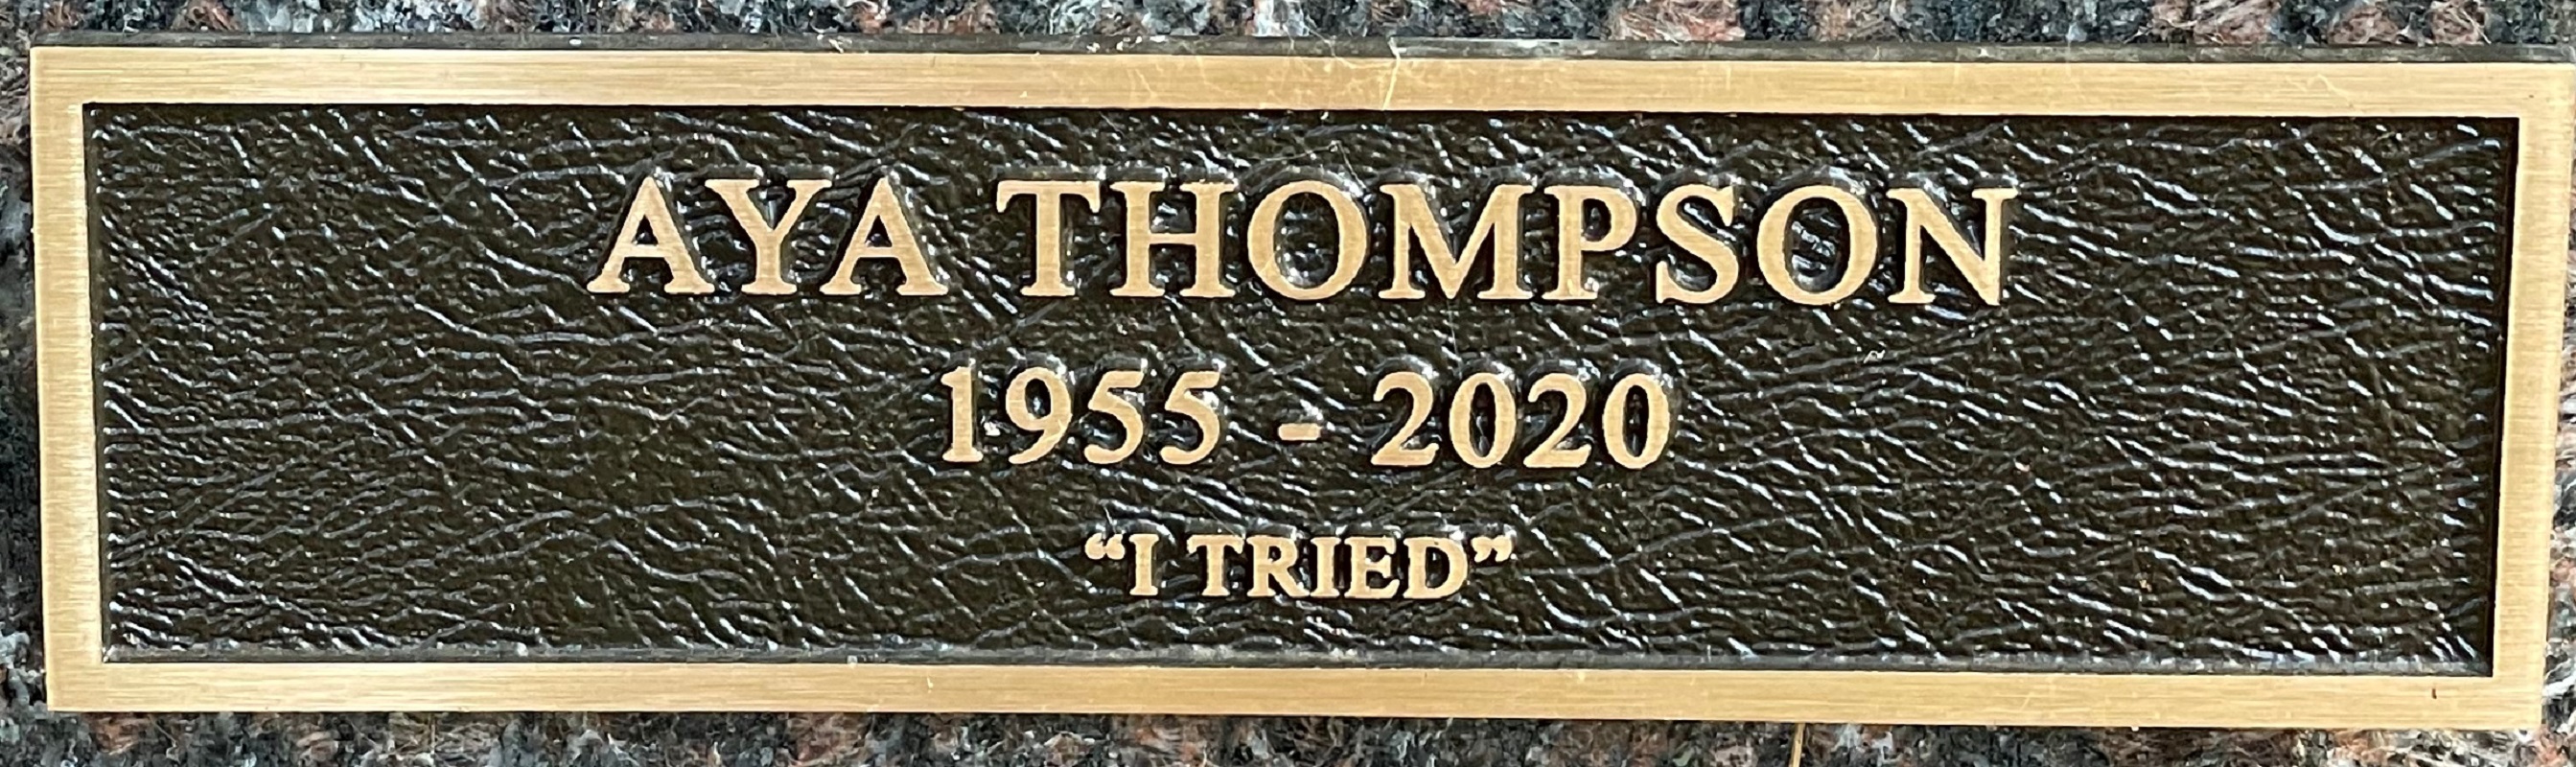 AYA THOMPSON
1955 - 2020
“I TRIED”